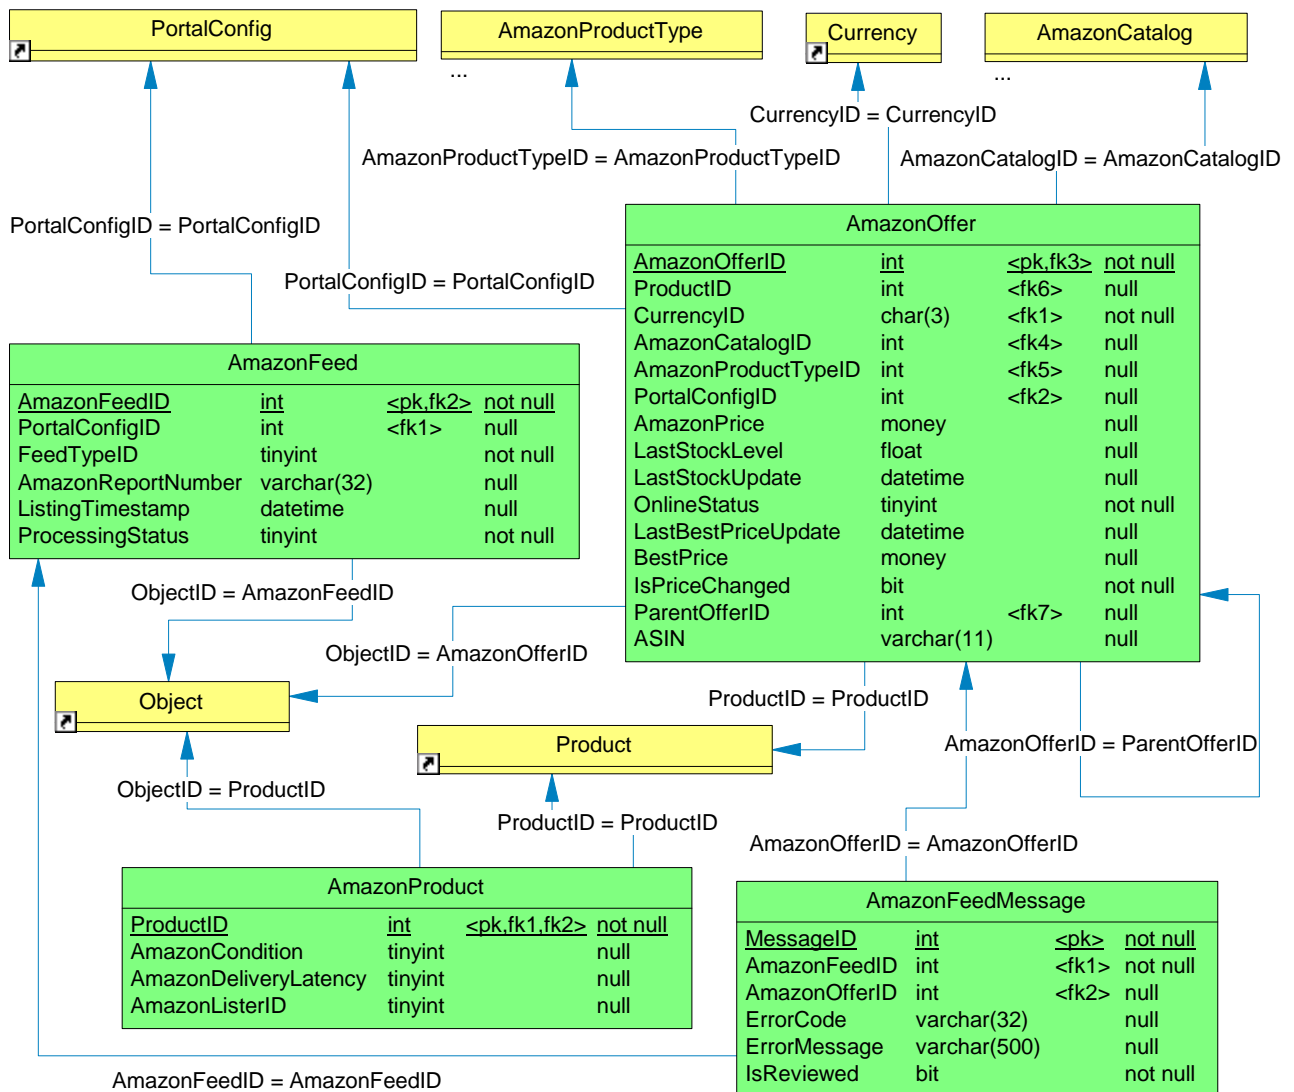 PortalConfig
AmazonProductType
...
Currency
AmazonCatalog
...
CurrencyID = CurrencyID
AmazonProductTypeID = AmazonProductTypeID
AmazonCatalogID = AmazonCatalogID
PortalConfigID = PortalConfigID
PortalConfigID = PortalConfigID
AmazonOffer
AmazonOfferID int <pk,fk3> not null
ProductID int <fk6> null
CurrencyID char(3) <fk1> not null
AmazonCatalogID int <fk4> null
AmazonProductTypeID int <fk5> null
PortalConfigID int <fk2> null
AmazonPrice money null
LastStockLevel float null
LastStockUpdate datetime null
OnlineStatus tinyint not null
LastBestPriceUpdate datetime null
BestPrice money null
IsPriceChanged bit not null
ParentOfferID int <fk7> null
ASIN varchar(11) null
AmazonFeed
AmazonFeedID int <pk,fk2> not null
PortalConfigID int <fk1> null
FeedTypeID tinyint not null
AmazonReportNumber varchar(32) null
ListingTimestamp datetime null
ProcessingStatus tinyint not null
ObjectID = AmazonFeedID
ObjectID = AmazonOfferID
Object
ProductID = ProductID
Product
AmazonOfferID = ParentOfferID
ObjectID = ProductID
ProductID = ProductID
AmazonOfferID = AmazonOfferID
AmazonProduct
ProductID int <pk,fk1,fk2> not null
AmazonCondition tinyint null
AmazonDeliveryLatency tinyint null
AmazonListerID tinyint null
AmazonFeedMessage
MessageID int <pk> not null
AmazonFeedID int <fk1> not null
AmazonOfferID int <fk2> null
ErrorCode varchar(32) null
ErrorMessage varchar(500) null
IsReviewed bit not null
AmazonFeedID = AmazonFeedID